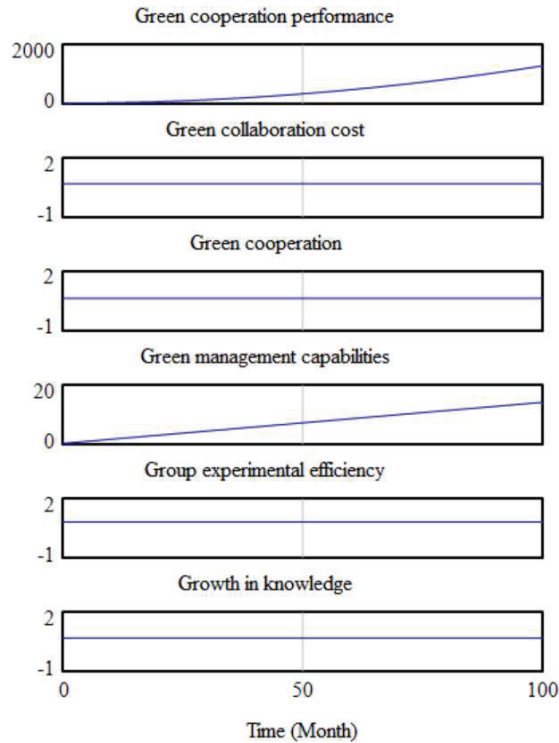 Green cooperation performance
2000
0
Green collaboration cost
2
-1
Green cooperation
2
-1
Green management capabilities
20
0
Group experimental efficiency
2
-1
Growth in knowledge
2
-1
0 50 100
Time (Month)